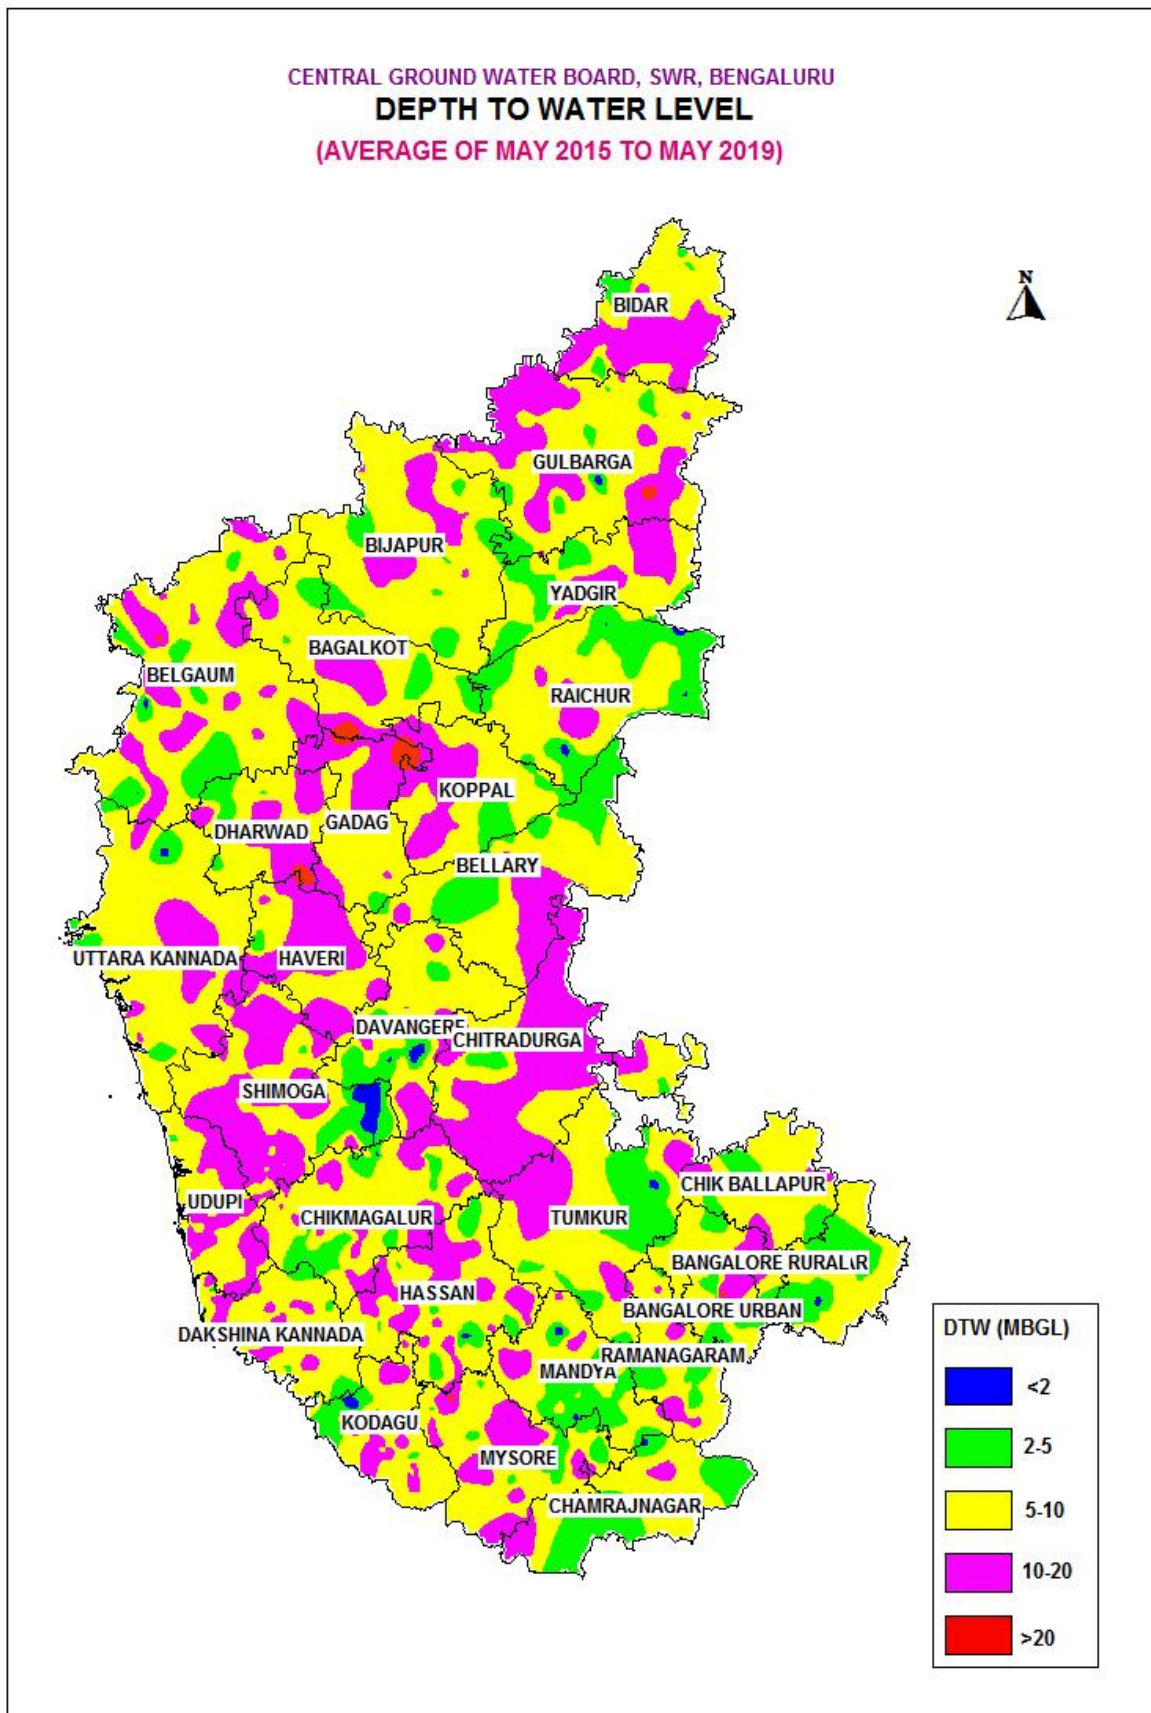 CENTRAL GROUND WATER BOARD, SWR, BENGALURU
DEPTH TO WATER LEVEL
(AVERAGE OF MAY 2015 TO MAY 2019)
N
BIDAR
GULBARGA
BIJAPUR
YADGIR
BAGALKOT
BELGAUM
RAICHUR
KOPPAL
GADAG
DHARWAD
BELLARY
UTTARA KANNADA
HAVERI
DAVANGERE
CHITRADURGA
SHIMOGA
CHIK BALLAPUR
UDUPI
CHIKMAGALUR
TUMKUR
BANGALORE RURAL
HASSAN
BANGALORE URBAN
DAKSHINA KANNADA
RAMANAGARAM
MANDYA
KODAGU
MYSORE
CHAMRAJNAGAR
DTW (MBGL)
<2
2-5
5-10
10-20
>20